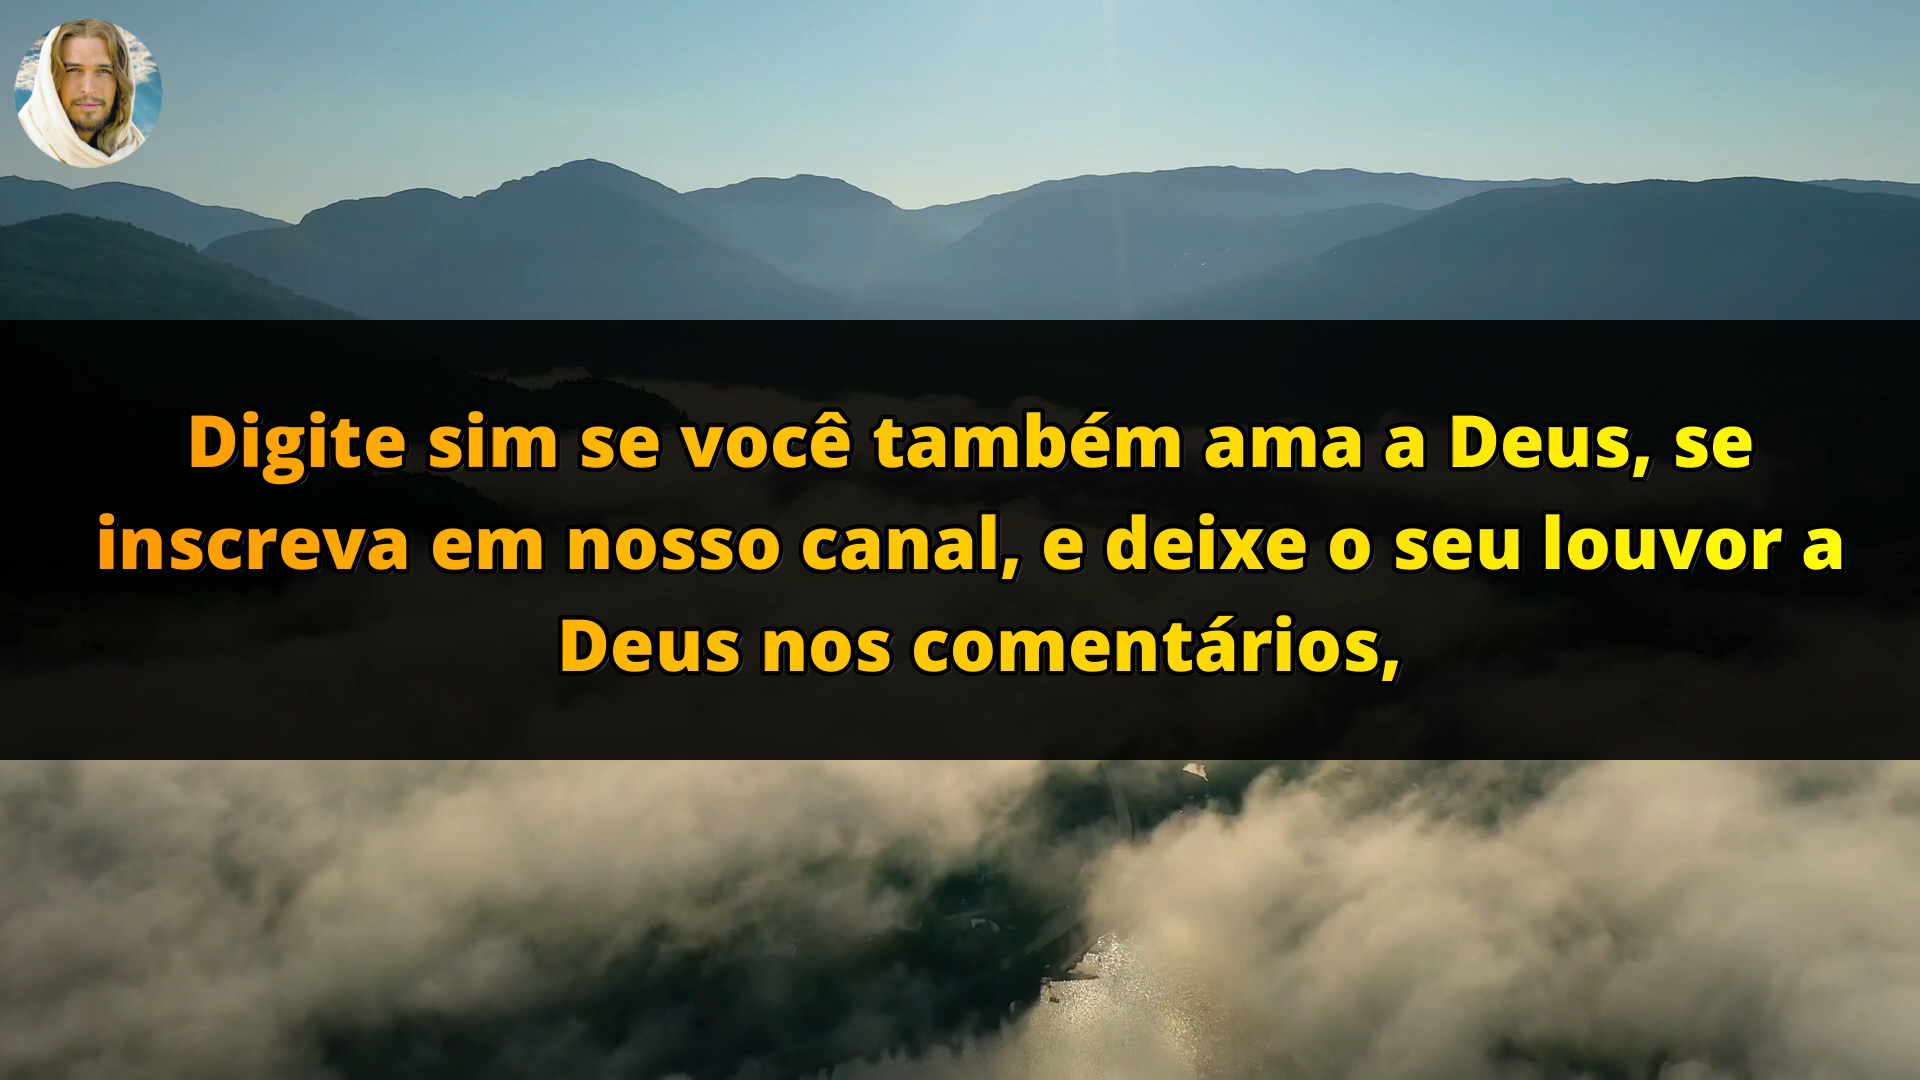 Digite sim se você também ama a Deus, se
inscreva em nosso canal, e deixe o seu louvor a
Deus nos comentários,